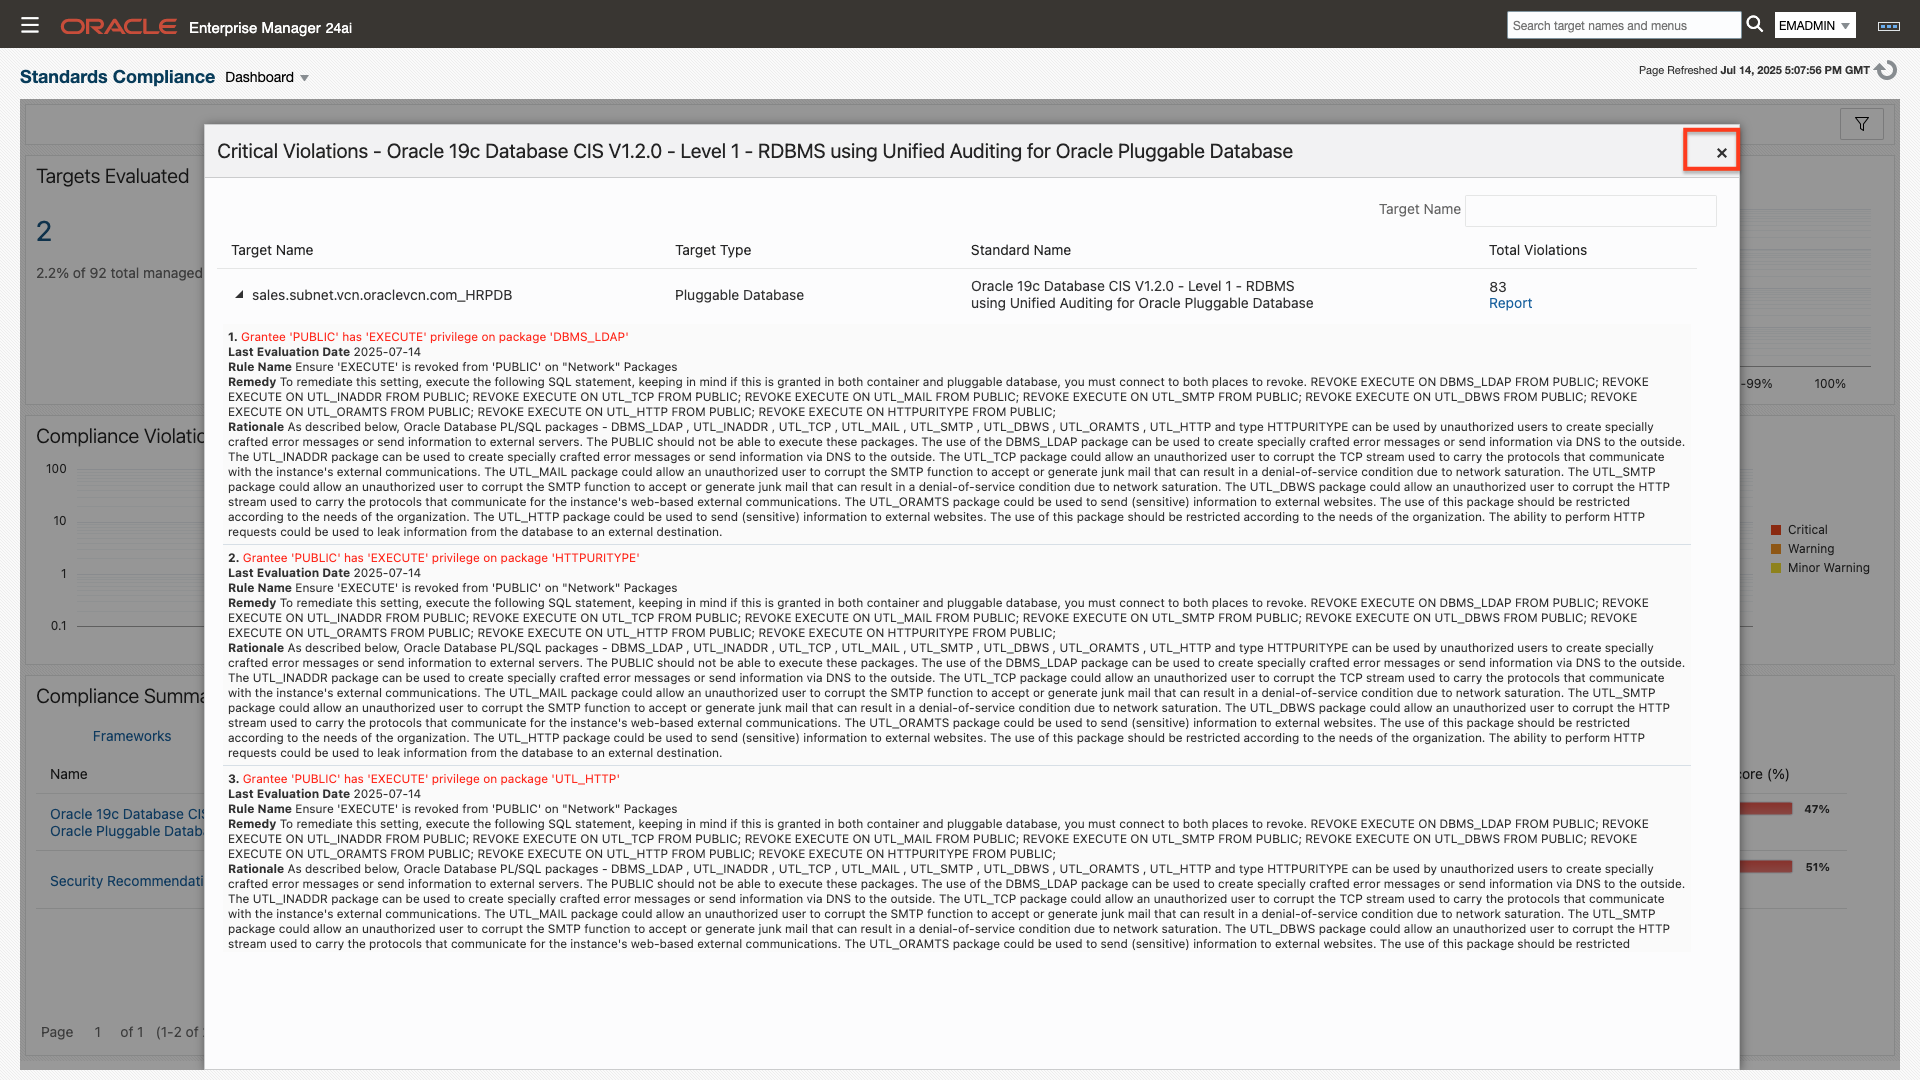 ORACLE Enterprise Manager 24ai
Search target names and menus
EMADMIN
Standards Compliance Dashboard
Page Refreshed Jul 14, 2025 5:07:56 PM GMT
Critical Violations - Oracle 19c Database CIS V1.2.0 - Level 1 - RDBMS using Unified Auditing for Oracle Pluggable Database
Targets Evaluated
2
2.2% of 92 total managed
Target Name
Target Name Target Type Standard Name Total Violations
sales.subnet.vcn.oraclevcn.com_HRPDB Pluggable Database
Oracle 19c Database CIS V1.2.0 - Level 1 - RDBMS
using Unified Auditing for Oracle Pluggable Database
83
Report
1. Grantee 'PUBLIC' has 'EXECUTE' privilege on package 'DBMS_LDAP'
Last Evaluation Date 2025-07-14
Rule Name Ensure 'EXECUTE' is revoked from 'PUBLIC' on "Network" Packages
Remedy To remediate this setting, execute the following SQL statement, keeping in mind if this is granted in both container and pluggable database, you must connect to both places to revoke. REVOKE EXECUTE ON DBMS_LDAP FROM PUBLIC; REVOKE
EXECUTE ON UTL_INADDR FROM PUBLIC; REVOKE EXECUTE ON UTL_TCP FROM PUBLIC; REVOKE EXECUTE ON UTL_MAIL FROM PUBLIC; REVOKE EXECUTE ON UTL_SMTP FROM PUBLIC; REVOKE EXECUTE ON UTL_DBWS FROM PUBLIC; REVOKE
EXECUTE ON UTL_ORAMTS FROM PUBLIC; REVOKE EXECUTE ON UTL_HTTP FROM PUBLIC; REVOKE EXECUTE ON HTTPURITYPE FROM PUBLIC;
Rationale As described below, Oracle Database PL/SQL packages - DBMS_LDAP , UTL_INADDR , UTL_TCP , UTL_MAIL , UTL_SMTP , UTL_DBWS , UTL_ORAMTS , UTL_HTTP and type HTTPURITYPE can be used by unauthorized users to create specially
crafted error messages or send information to external servers. The PUBLIC should not be able to execute these packages. The use of the DBMS_LDAP package can be used to create specially crafted error messages or send information via DNS to the outside.
The UTL_INADDR package can be used to create specially crafted error messages or send information via DNS to the outside. The UTL_TCP package could allow an unauthorized user to corrupt the TCP stream used to carry the protocols that communicate
with the instance's external communications. The UTL_MAIL package could allow an unauthorized user to corrupt the SMTP function to accept or generate junk mail that can result in a denial-of-service condition due to network saturation. The UTL_SMTP
package could allow an unauthorized user to corrupt the SMTP function to accept or generate junk mail that can result in a denial-of-service condition due to network saturation. The UTL_DBWS package could allow an unauthorized user to corrupt the HTTP
stream used to carry the protocols that communicate for the instance's web-based external communications. The UTL_ORAMTS package could be used to send (sensitive) information to external websites. The use of this package should be restricted
according to the needs of the organization. The UTL_HTTP package could be used to send (sensitive) information to external websites. The use of this package should be restricted according to the needs of the organization. The ability to perform HTTP
requests could be used to leak information from the database to an external destination.
2. Grantee 'PUBLIC' has 'EXECUTE' privilege on package 'HTTPURITYPE'
Last Evaluation Date 2025-07-14
Rule Name Ensure 'EXECUTE' is revoked from 'PUBLIC' on "Network" Packages
Remedy To remediate this setting, execute the following SQL statement, keeping in mind if this is granted in both container and pluggable database, you must connect to both places to revoke. REVOKE EXECUTE ON DBMS_LDAP FROM PUBLIC; REVOKE
EXECUTE ON UTL_INADDR FROM PUBLIC; REVOKE EXECUTE ON UTL_TCP FROM PUBLIC; REVOKE EXECUTE ON UTL_MAIL FROM PUBLIC; REVOKE EXECUTE ON UTL_SMTP FROM PUBLIC; REVOKE EXECUTE ON UTL_DBWS FROM PUBLIC; REVOKE
EXECUTE ON UTL_ORAMTS FROM PUBLIC; REVOKE EXECUTE ON UTL_HTTP FROM PUBLIC; REVOKE EXECUTE ON HTTPURITYPE FROM PUBLIC;
Rationale As described below, Oracle Database PL/SQL packages - DBMS_LDAP , UTL_INADDR , UTL_TCP , UTL_MAIL , UTL_SMTP , UTL_DBWS , UTL_ORAMTS , UTL_HTTP and type HTTPURITYPE can be used by unauthorized users to create specially
crafted error messages or send information to external servers. The PUBLIC should not be able to execute these packages. The use of the DBMS_LDAP package can be used to create specially crafted error messages or send information via DNS to the outside.
The UTL_INADDR package can be used to create specially crafted error messages or send information via DNS to the outside. The UTL_TCP package could allow an unauthorized user to corrupt the TCP stream used to carry the protocols that communicate
with the instance's external communications. The UTL_MAIL package could allow an unauthorized user to corrupt the SMTP function to accept or generate junk mail that can result in a denial-of-service condition due to network saturation. The UTL_SMTP
package could allow an unauthorized user to corrupt the SMTP function to accept or generate junk mail that can result in a denial-of-service condition due to network saturation. The UTL_DBWS package could allow an unauthorized user to corrupt the HTTP
stream used to carry the protocols that communicate for the instance's web-based external communications. The UTL_ORAMTS package could be used to send (sensitive) information to external websites. The use of this package should be restricted
according to the needs of the organization. The UTL_HTTP package could be used to send (sensitive) information to external websites. The use of this package should be restricted according to the needs of the organization. The ability to perform HTTP
requests could be used to leak information from the database to an external destination.
3. Grantee 'PUBLIC' has 'EXECUTE' privilege on package 'UTL_HTTP'
Last Evaluation Date 2025-07-14
Rule Name Ensure 'EXECUTE' is revoked from 'PUBLIC' on "Network" Packages
Remedy To remediate this setting, execute the following SQL statement, keeping in mind if this is granted in both container and pluggable database, you must connect to both places to revoke. REVOKE EXECUTE ON DBMS_LDAP FROM PUBLIC; REVOKE
EXECUTE ON UTL_INADDR FROM PUBLIC; REVOKE EXECUTE ON UTL_TCP FROM PUBLIC; REVOKE EXECUTE ON UTL_MAIL FROM PUBLIC; REVOKE EXECUTE ON UTL_SMTP FROM PUBLIC; REVOKE EXECUTE ON UTL_DBWS FROM PUBLIC; REVOKE
EXECUTE ON UTL_ORAMTS FROM PUBLIC; REVOKE EXECUTE ON UTL_HTTP FROM PUBLIC; REVOKE EXECUTE ON HTTPURITYPE FROM PUBLIC;
Rationale As described below, Oracle Database PL/SQL packages - DBMS_LDAP , UTL_INADDR , UTL_TCP , UTL_MAIL , UTL_SMTP , UTL_DBWS , UTL_ORAMTS , UTL_HTTP and type HTTPURITYPE can be used by unauthorized users to create specially
crafted error messages or send information to external servers. The PUBLIC should not be able to execute these packages. The use of the DBMS_LDAP package can be used to create specially crafted error messages or send information via DNS to the outside.
The UTL_INADDR package can be used to create specially crafted error messages or send information via DNS to the outside. The UTL_TCP package could allow an unauthorized user to corrupt the TCP stream used to carry the protocols that communicate
with the instance's external communications. The UTL_MAIL package could allow an unauthorized user to corrupt the SMTP function to accept or generate junk mail that can result in a denial-of-service condition due to network saturation. The UTL_SMTP
package could allow an unauthorized user to corrupt the SMTP function to accept or generate junk mail that can result in a denial-of-service condition due to network saturation. The UTL_DBWS package could allow an unauthorized user to corrupt the HTTP
stream used to carry the protocols that communicate for the instance's web-based external communications. The UTL_ORAMTS package could be used to send (sensitive) information to external websites. The use of this package should be restricted
-99% 100%
Compliance Violatio
100
10
1
0.1
Critical
Warning
Minor Warning
Compliance Summa
Frameworks
Name
core (%)
Oracle 19c Database CIS
Oracle Pluggable Datab
47%
Security Recommendati
51%
Page 1 of 1 (1-2 of